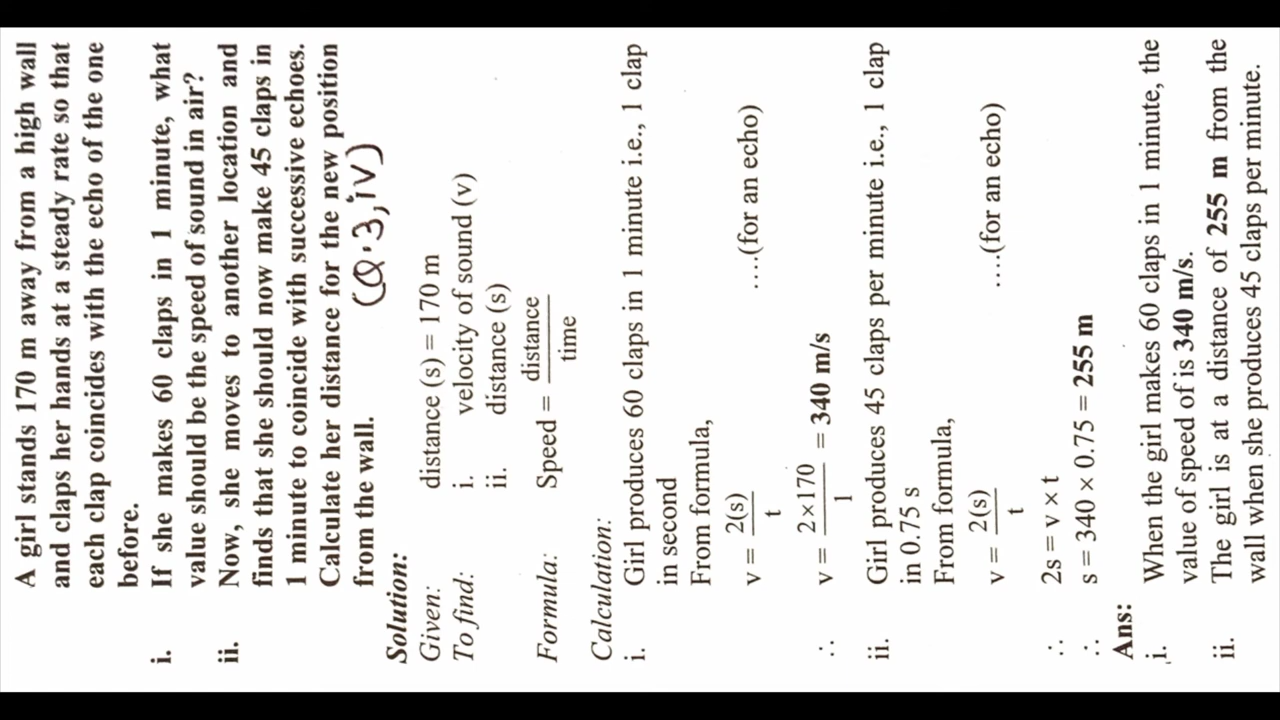 A girl stands 170 m away from a high wall
and claps her hands at a steady rate so that
each clap coincides with the echo of the one
before.
i. If she makes 60 claps in 1 minute, what
value should be the speed of sound in air?
ii. Now, she moves to another location and
finds that she should now make 45 claps in
1 minute to coincide with successive echoes.
Calculate her distance for the new position
from the wall. (Q.3, iv)
Solution:
Given: distance (s) = 170 m
To find: i. velocity of sound (v)
ii. distance (s)
Formula: Speed = distance / time
Calculation:
i. Girl produces 60 claps in 1 minute i.e., 1 clap
in second
From formula,
v = 2(s) / t ....(for an echo)
∴ v = 2 × 170 / 1 = 340 m/s
ii. Girl produces 45 claps per minute i.e., 1 clap
in 0.75 s
From formula,
v = 2(s) / t ....(for an echo)
∴ 2s = v × t
∴ s = 340 × 0.75 = 255 m
Ans:
i. When the girl makes 60 claps in 1 minute, the
value of speed of is 340 m/s.
ii. The girl is at a distance of 255 m from the
wall when she produces 45 claps per minute.